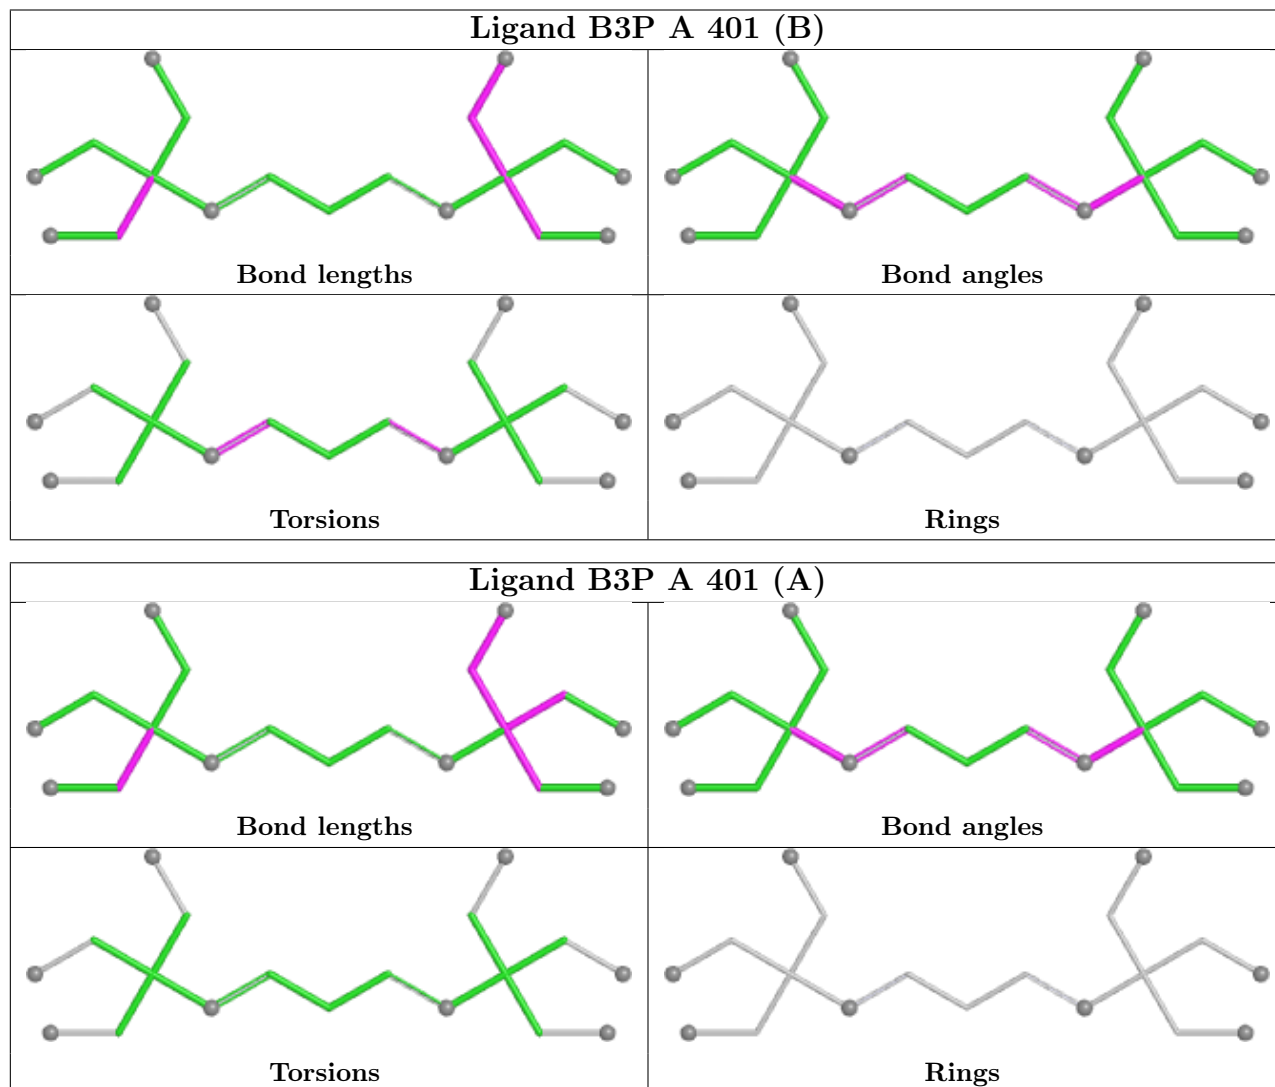 Ligand B3P A 401 (B)
Bond lengths
Bond angles
Torsions
Rings
Ligand B3P A 401 (A)
Bond lengths
Bond angles
Torsions
Rings